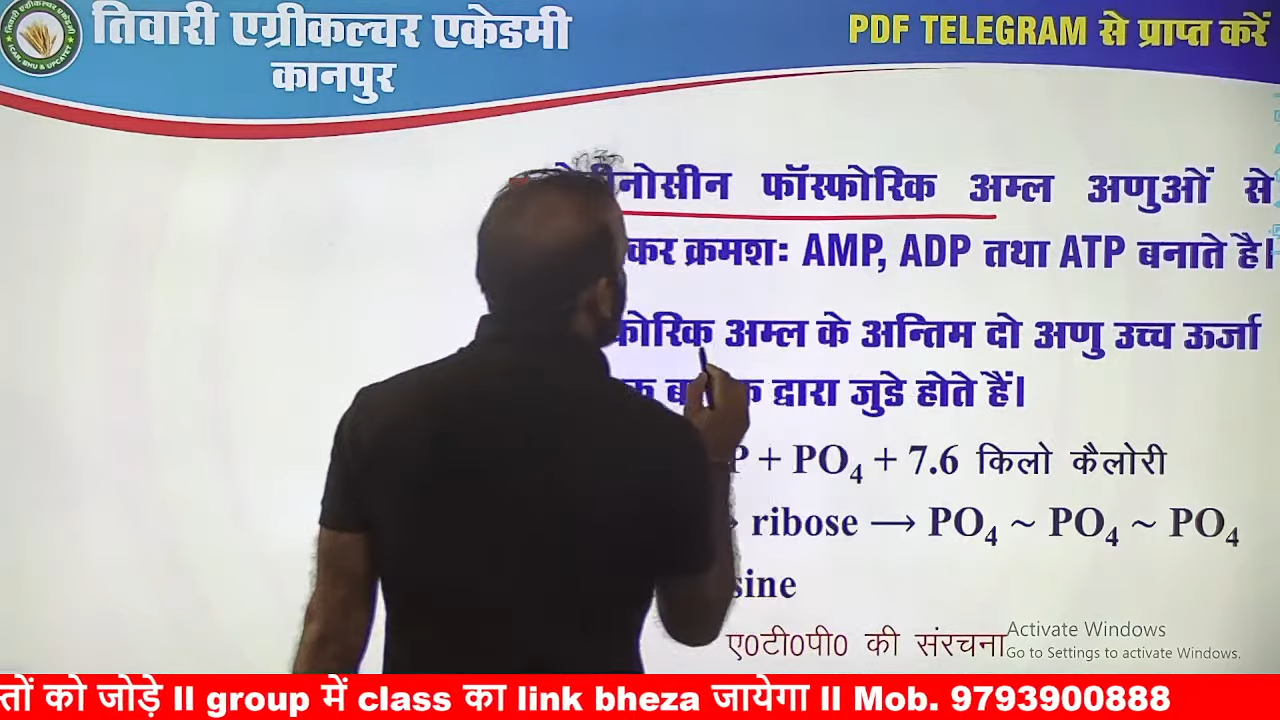 तिवारी एग्रीकल्चर एकेडमी
कानपुर
PDF TELEGRAM से प्राप्त करें
फॉस्फोरिक अम्ल अणुओं से
क्रमशः AMP, ADP तथा ATP बनाते है।
अम्ल के अन्तिम दो अणु उच्च ऊर्जा
द्वारा जुडे होते हैं।
+ PO₄ + 7.6 किलो कैलोरी
ribose → PO₄ ~ PO₄ ~ PO₄
ए0टी0पी0 की संरचना
Activate Windows
Go to Settings to activate Windows.
को जोड़े II group में class का link bheza जायेगा II Mob. 9793900888